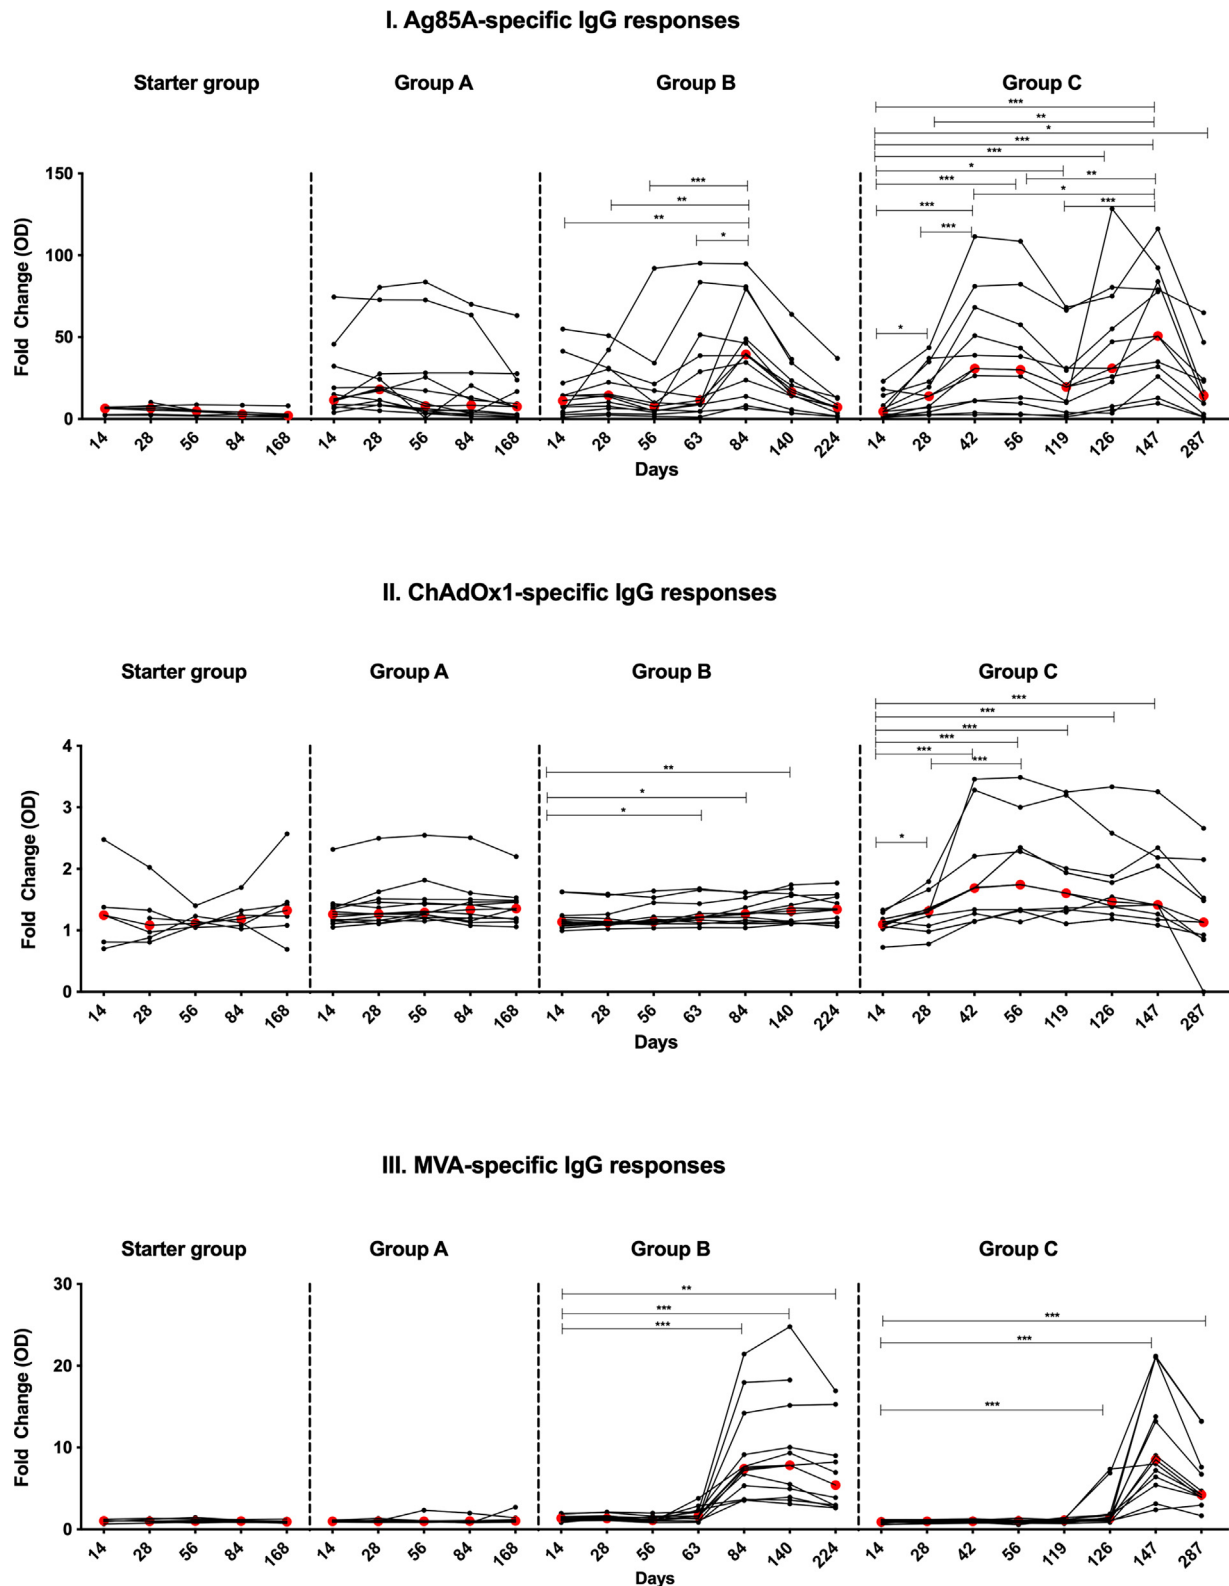 I. Ag85A-specific IgG responses
Starter group Group A Group B Group C
***
**
*
***
***
*
*** **
*
*** ***
***
*
***
**
**
*
Fold Change (OD)
150
100
50
0
14 28 56 84 168 14 28 56 84 168 14 28 56 63 84 140 224 14 28 42 56 119 126 147 287
Days
II. ChAdOx1-specific IgG responses
Starter group Group A Group B Group C
***
***
***
***
*** ***
*
**
*
*
Fold Change (OD)
4
3
2
1
0
14 28 56 84 168 14 28 56 84 168 14 28 56 63 84 140 224 14 28 42 56 119 126 147 287
Days
III. MVA-specific IgG responses
Starter group Group A Group B Group C
**
***
***
***
***
***
Fold Change (OD)
30
20
10
0
14 28 56 84 168 14 28 56 84 168 14 28 56 63 84 140 224 14 28 42 56 119 126 147 287
Days